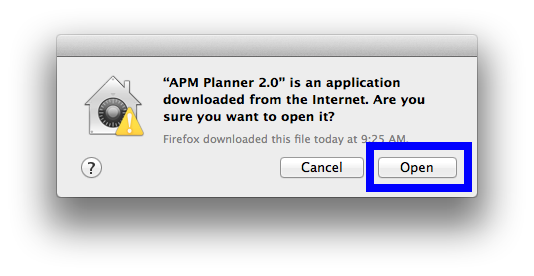 “APM Planner 2.0” is an application
downloaded from the Internet. Are you
sure you want to open it?
Firefox downloaded this file today at 9:25 AM.
?
Cancel
Open